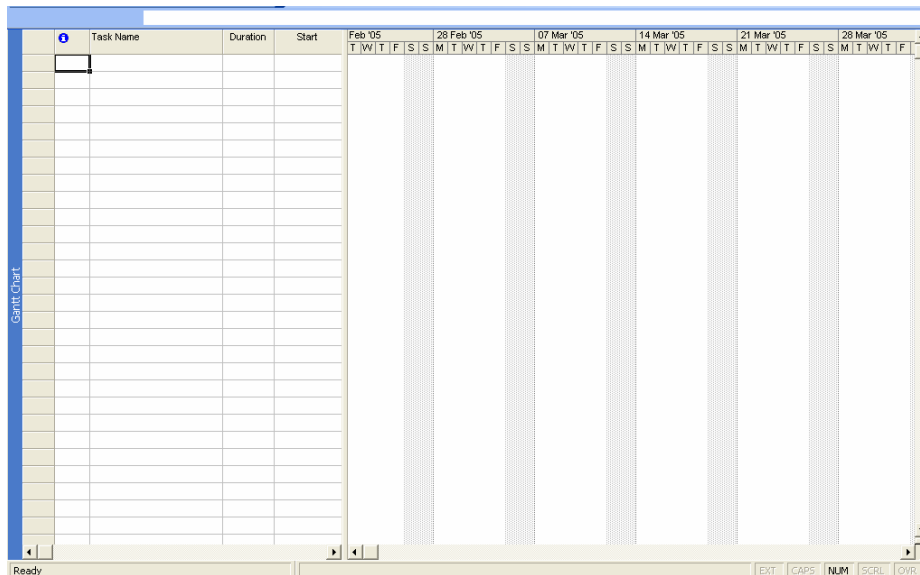 Task Name Duration Start Feb '05 28 Feb '05 07 Mar '05 14 Mar '05 21 Mar '05 28 Mar '05
T W T F S S M T W T F S S M T W T F S S M T W T F S S M T W T F S S M T W T F
Gantt Chart
Ready EXT CAPS NUM SCRL OVR